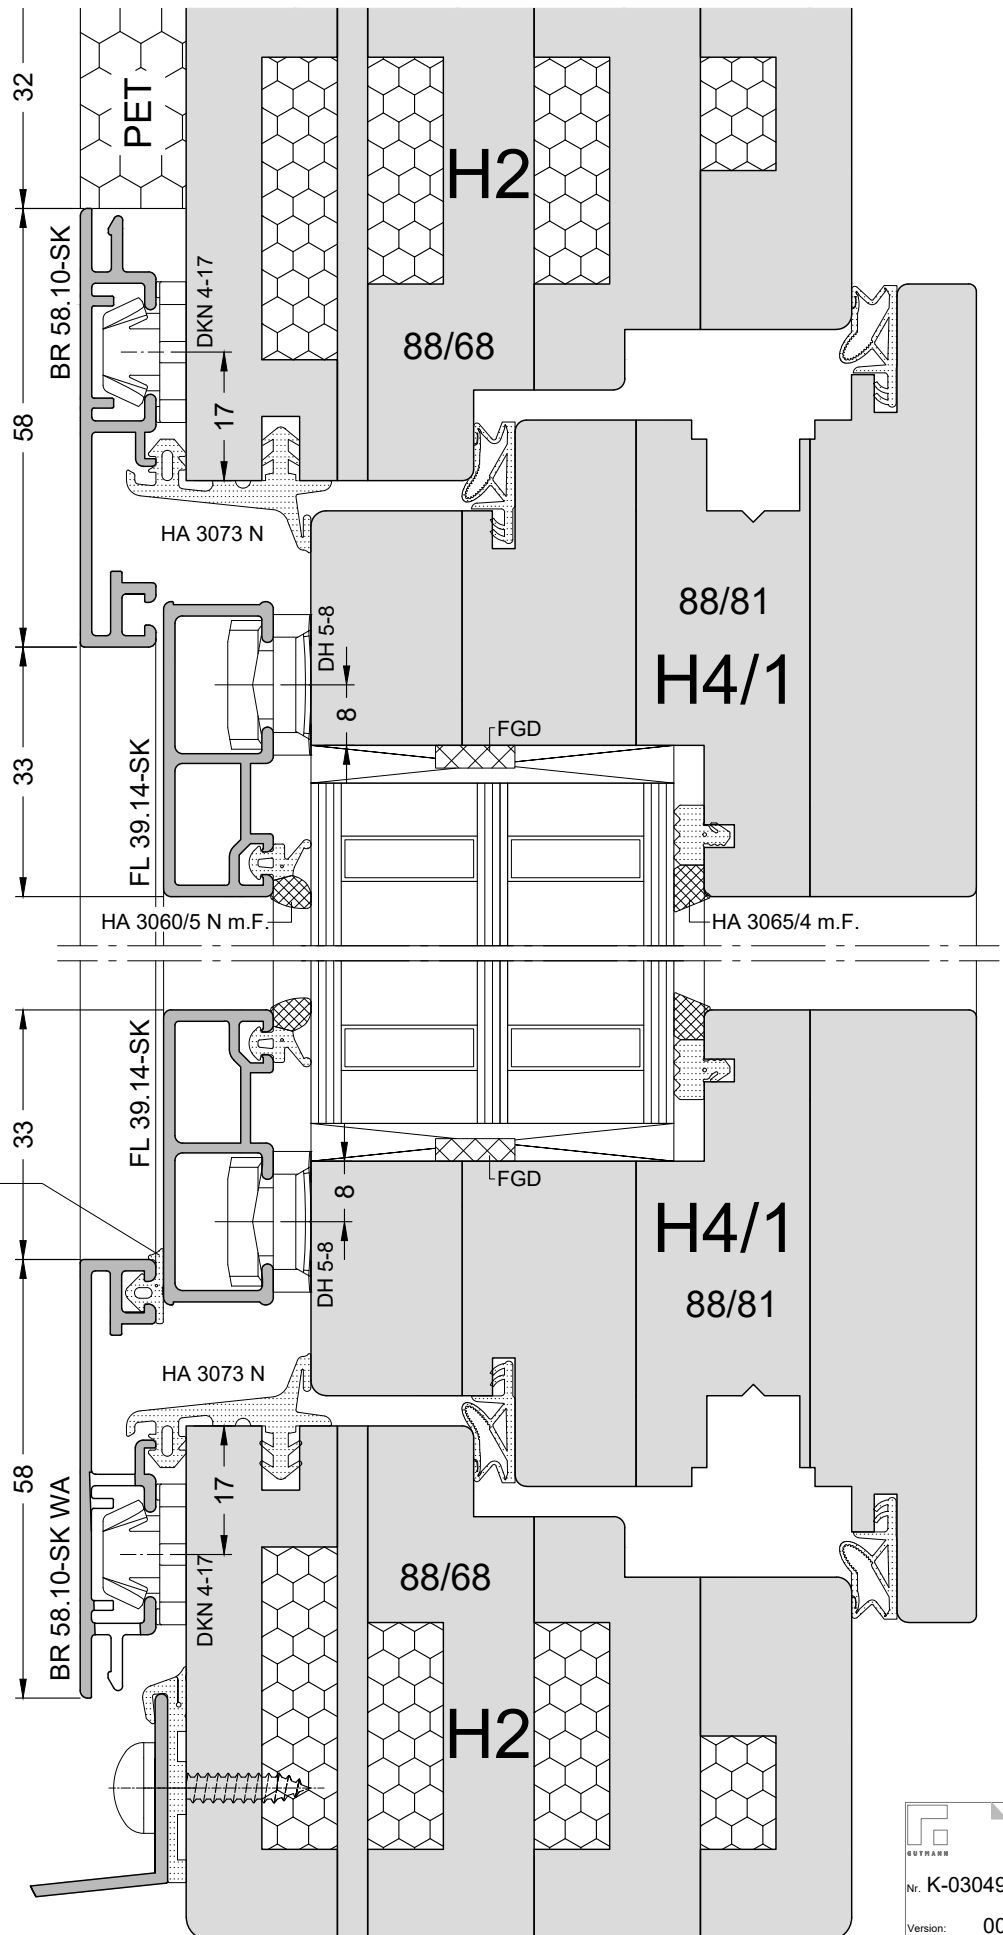 32
PET
H2
BR 58.10-SK
DKN 4-17
88/68
58
17
HA 3073 N
88/81
DH 5-8
H4/1
8
FGD
33
FL 39.14-SK
HA 3060/5 N m.F.
HA 3065/4 m.F.
FL 39.14-SK
33
8
FGD
H4/1
DH 5-8
88/81
HA 3073 N
58
17
BR 58.10-SK WA
DKN 4-17
88/68
H2
GUTMANN
Nr. K-03049
Version: 00